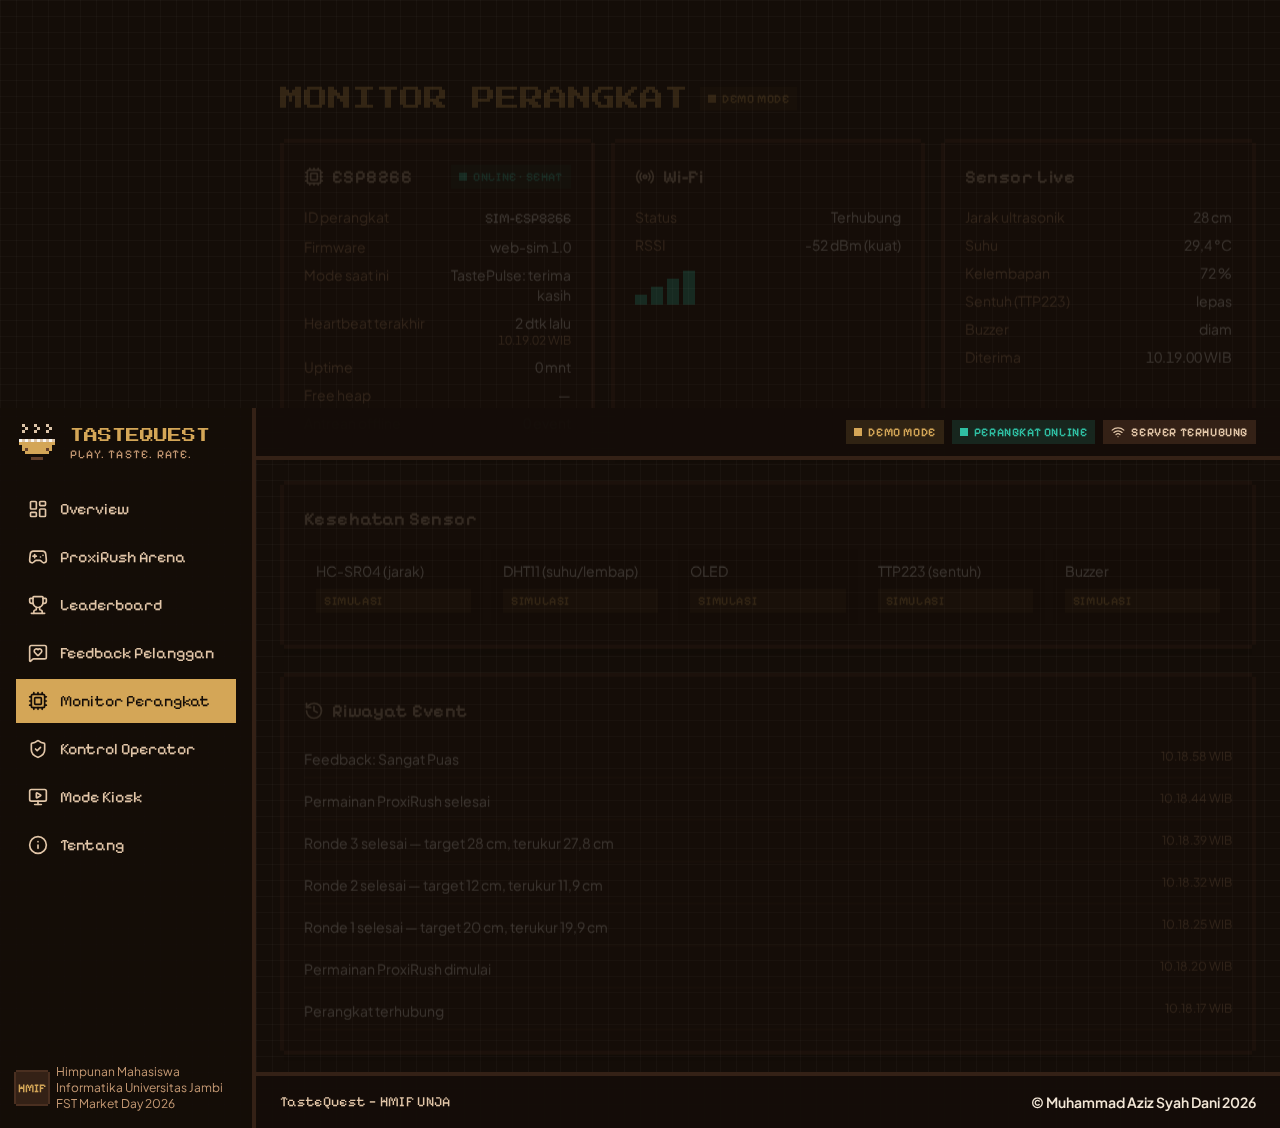 MONITOR PERANGKAT
DEMO MODE
ESP8266
ONLINE · SEHAT
ID perangkat
SIM-ESP8266
Firmware
web-sim 1.0
Mode saat ini
TastePulse: terima
kasih
Heartbeat terakhir
2 dtk lalu
10.19.02 WIB
Uptime
0 mnt
Free heap
—
Wi-Fi
Status
Terhubung
RSSI
-52 dBm (kuat)
Sensor Live
Jarak ultrasonik
28 cm
Suhu
29,4 °C
Kelembapan
72 %
Sentuh (TTP223)
lepas
Buzzer
diam
Diterima
10.19.00 WIB
TASTEQUEST
PLAY. TASTE. RATE.
DEMO MODE
PERANGKAT ONLINE
SERVER TERHUBUNG
Overview
ProxiRush Arena
Leaderboard
Feedback Pelanggan
Monitor Perangkat
Kontrol Operator
Mode Kiosk
Tentang
Kesehatan Sensor
HC-SR04 (jarak)
SIMULASI
DHT11 (suhu/lembap)
SIMULASI
OLED
SIMULASI
TTP223 (sentuh)
SIMULASI
Buzzer
SIMULASI
Riwayat Event
Feedback: Sangat Puas
10.18.58 WIB
Permainan ProxiRush selesai
10.18.44 WIB
Ronde 3 selesai — target 28 cm, terukur 27,8 cm
10.18.39 WIB
Ronde 2 selesai — target 12 cm, terukur 11,9 cm
10.18.32 WIB
Ronde 1 selesai — target 20 cm, terukur 19,9 cm
10.18.25 WIB
Permainan ProxiRush dimulai
10.18.20 WIB
Perangkat terhubung
10.18.17 WIB
HMIF
Himpunan Mahasiswa
Informatika Universitas Jambi
FST Market Day 2026
TasteQuest - HMIF UNJA
© Muhammad Aziz Syah Dani 2026